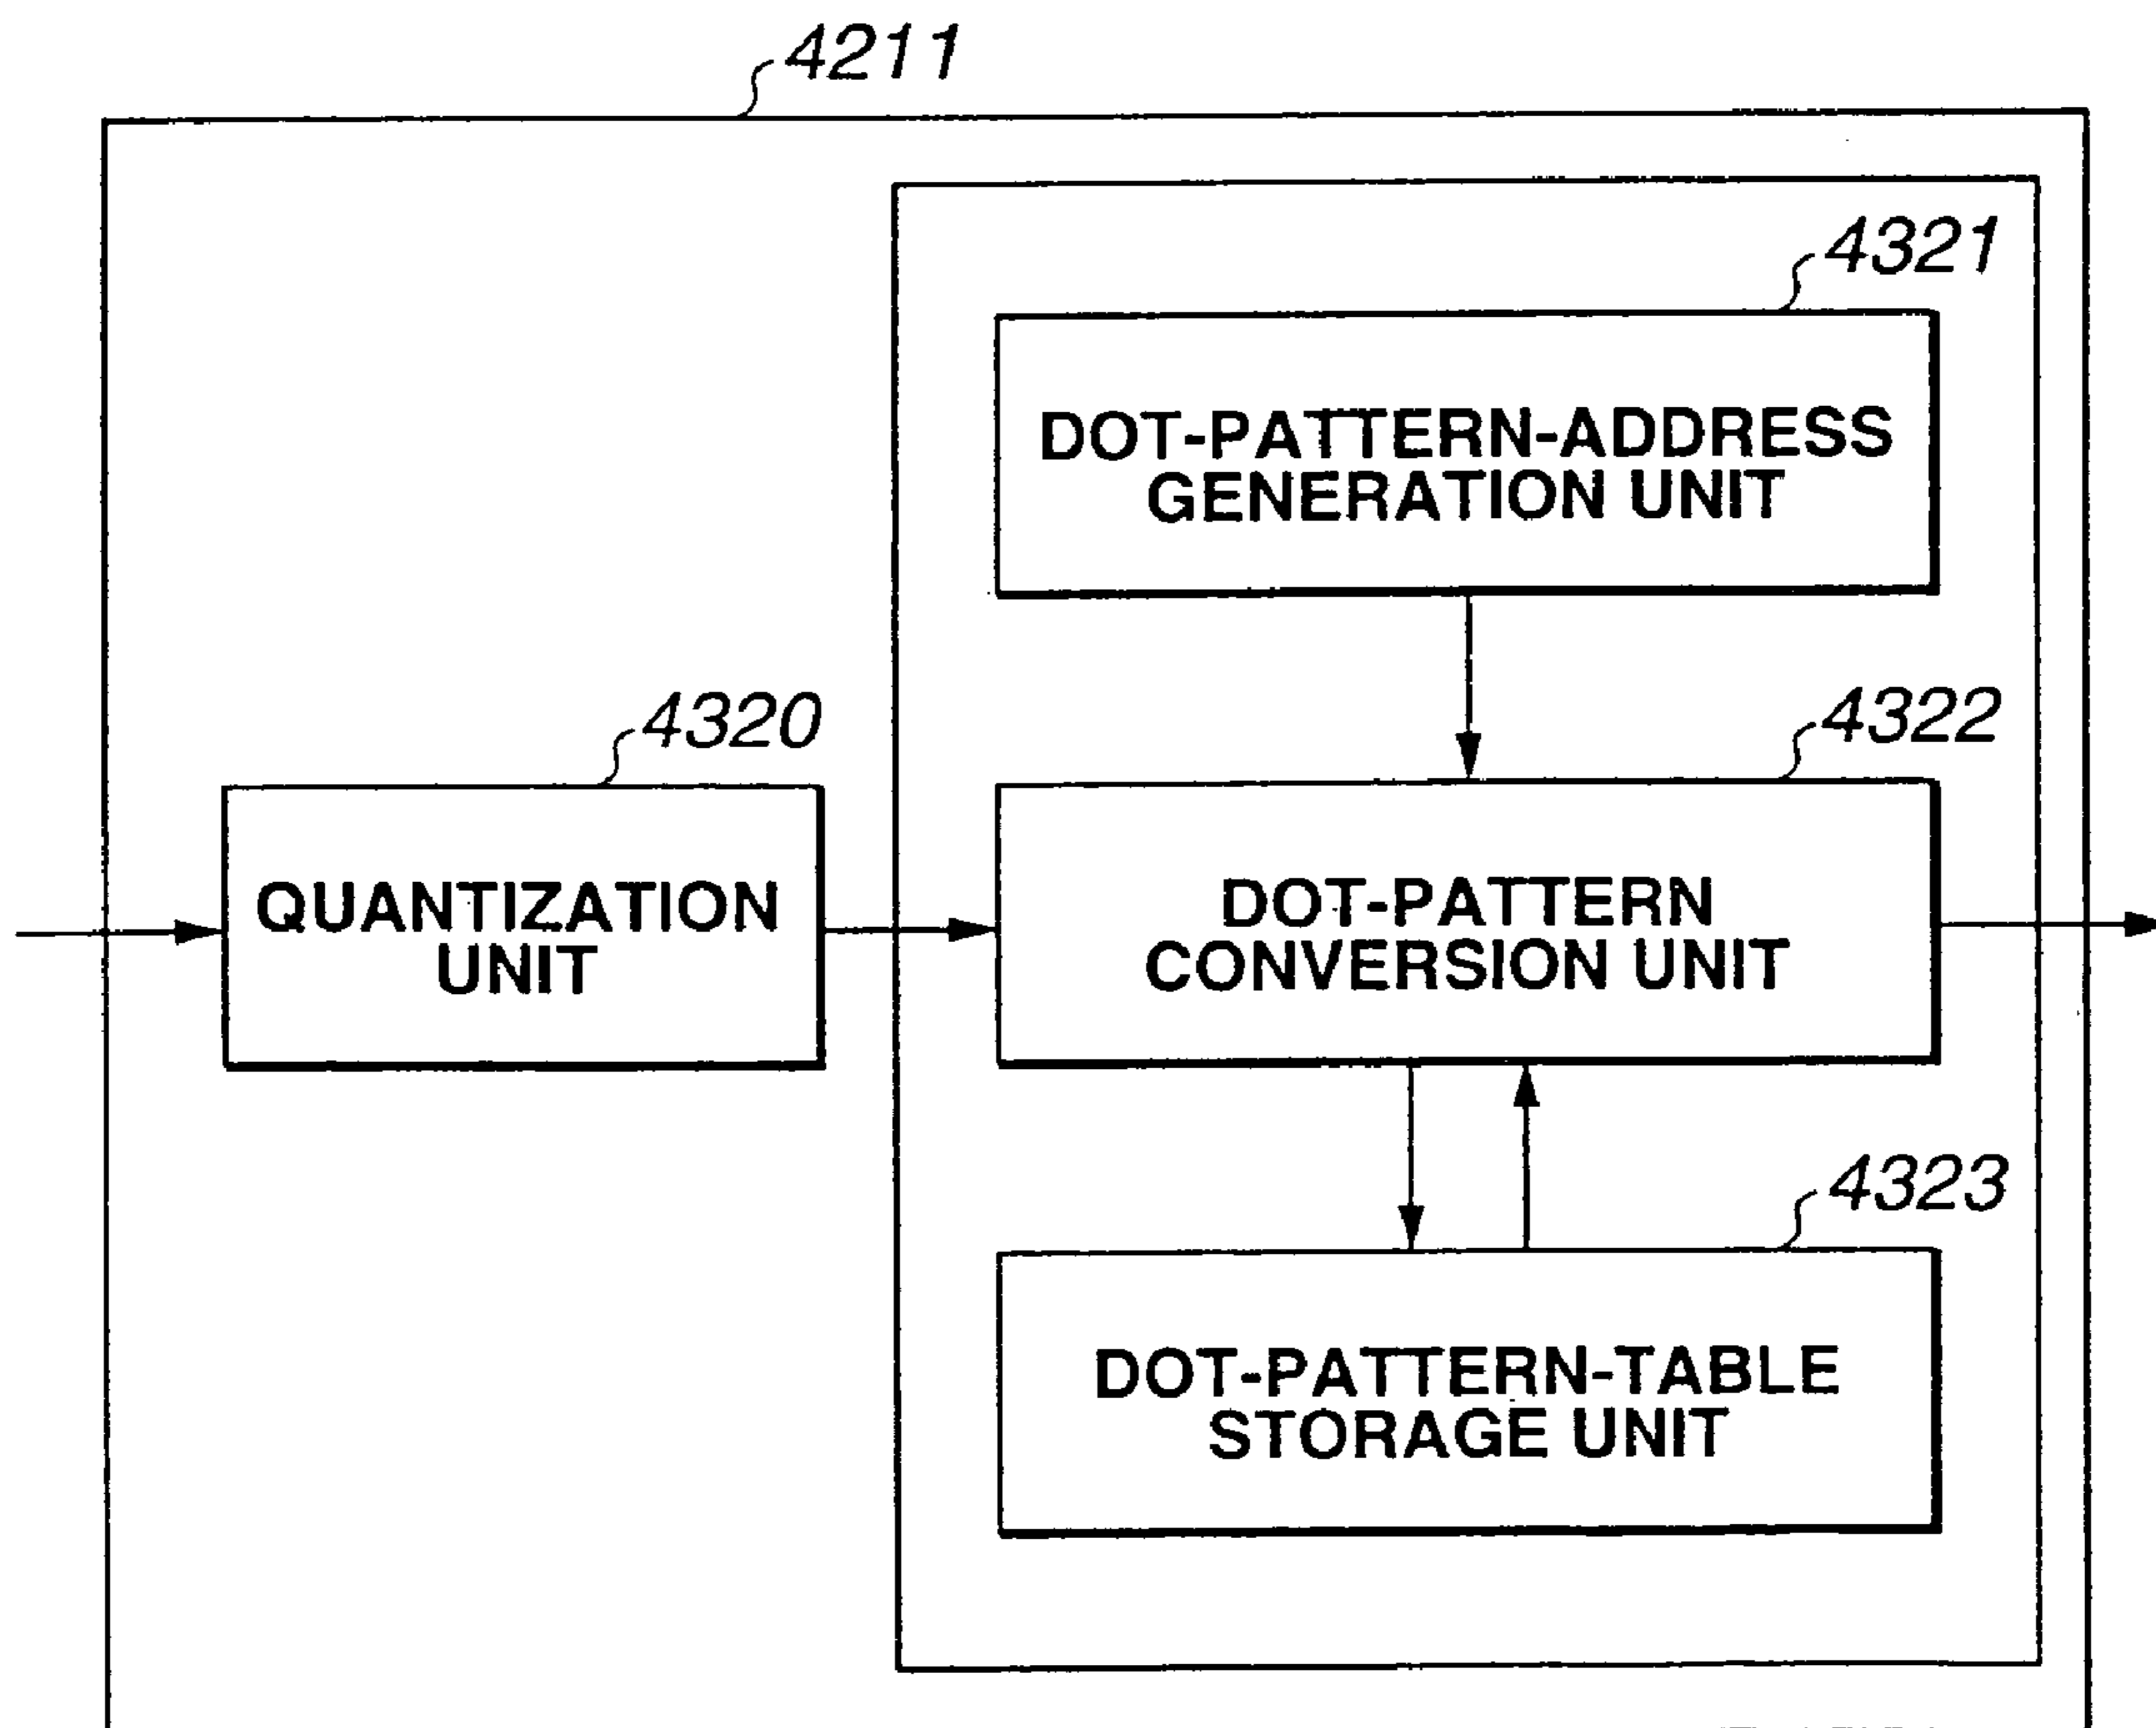 4211
4321
DOT-PATTERN-ADDRESS
GENERATION UNIT
4320
4322
QUANTIZATION
UNIT
DOT-PATTERN
CONVERSION UNIT
4323
DOT-PATTERN-TABLE
STORAGE UNIT